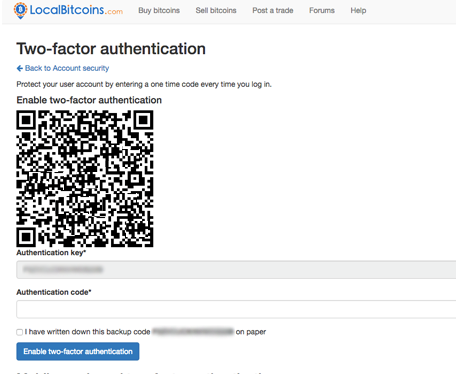 LocalBitcoins.com
Buy bitcoins Sell bitcoins Post a trade Forums Help
Two-factor authentication
← Back to Account security
Protect your user account by entering a one time code every time you log in.
Enable two-factor authentication
Authentication key*
Authentication code*
I have written down this backup code on paper
Enable two-factor authentication